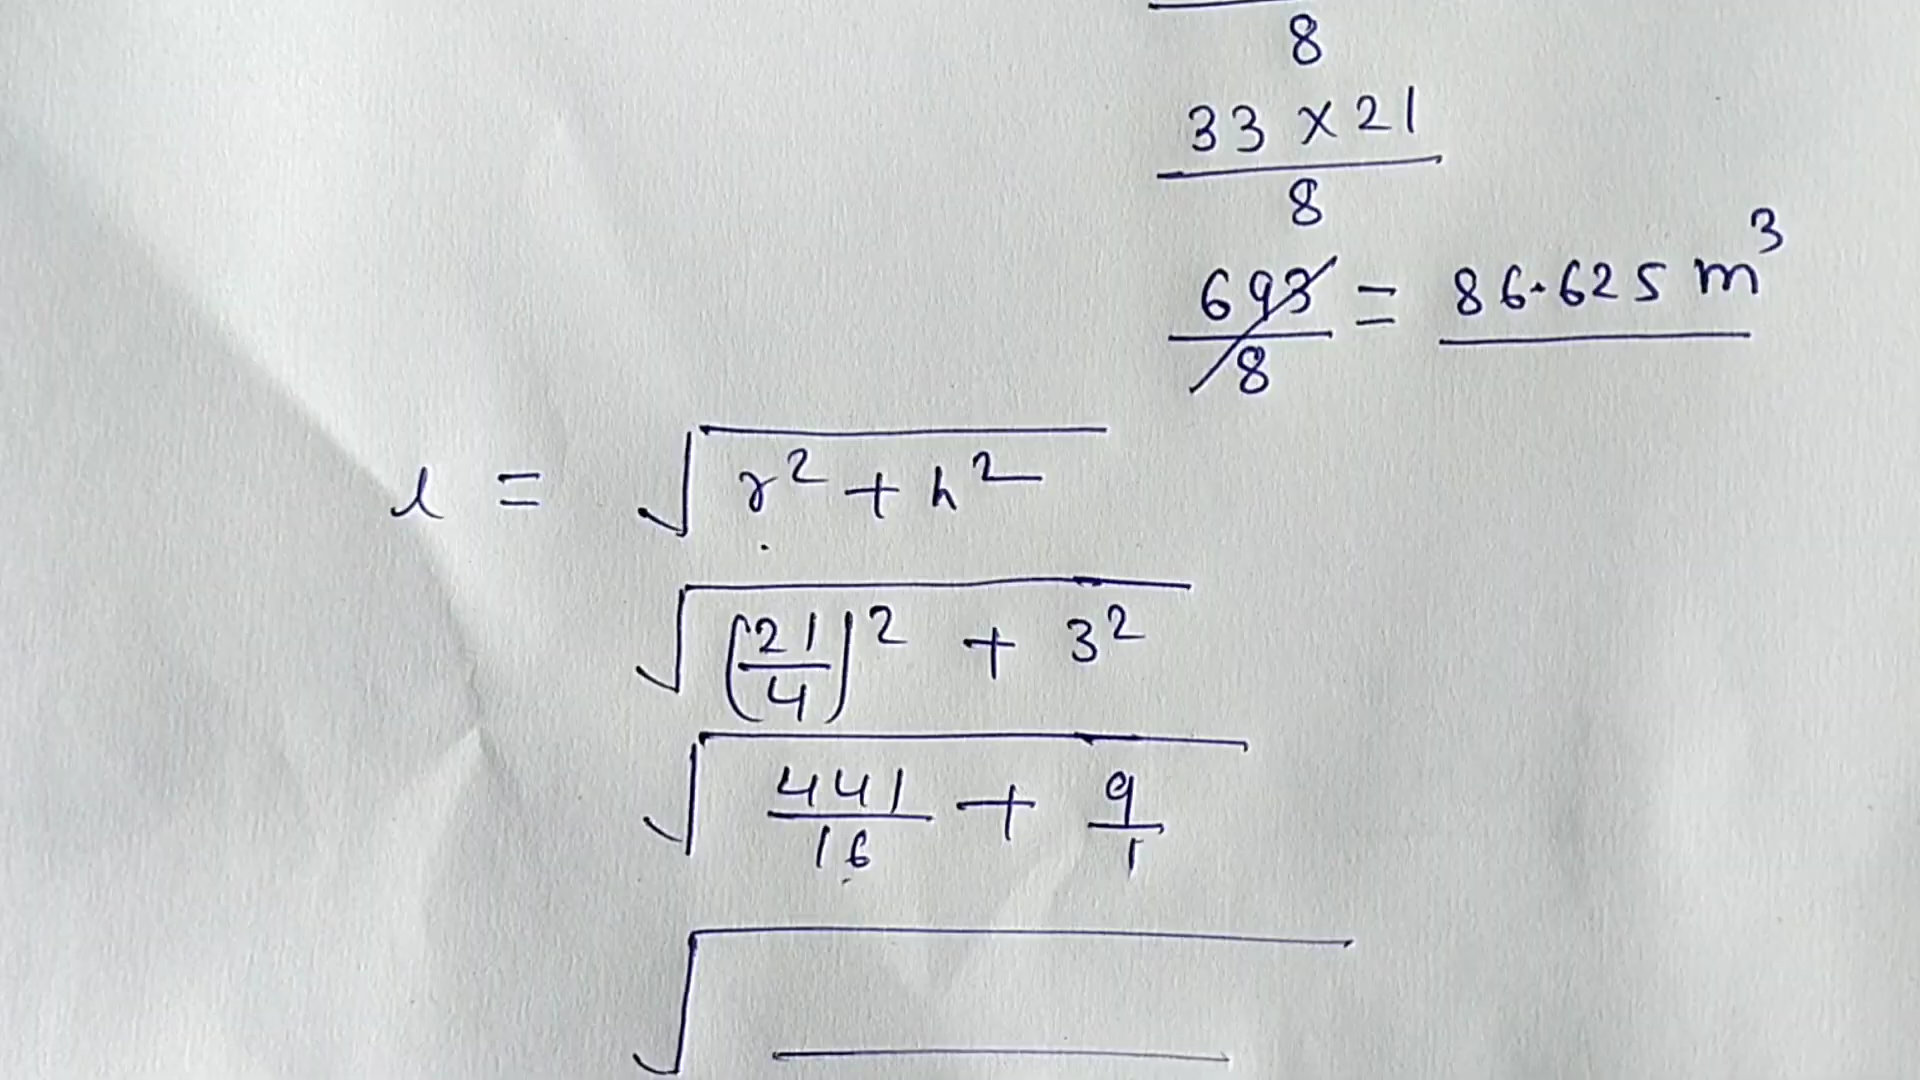 8
33 × 21
8
693 = 86.625 m³
8
l = √(r² + h²)
√((21/4)² + 3²)
√(441/16 + 9/1)
√